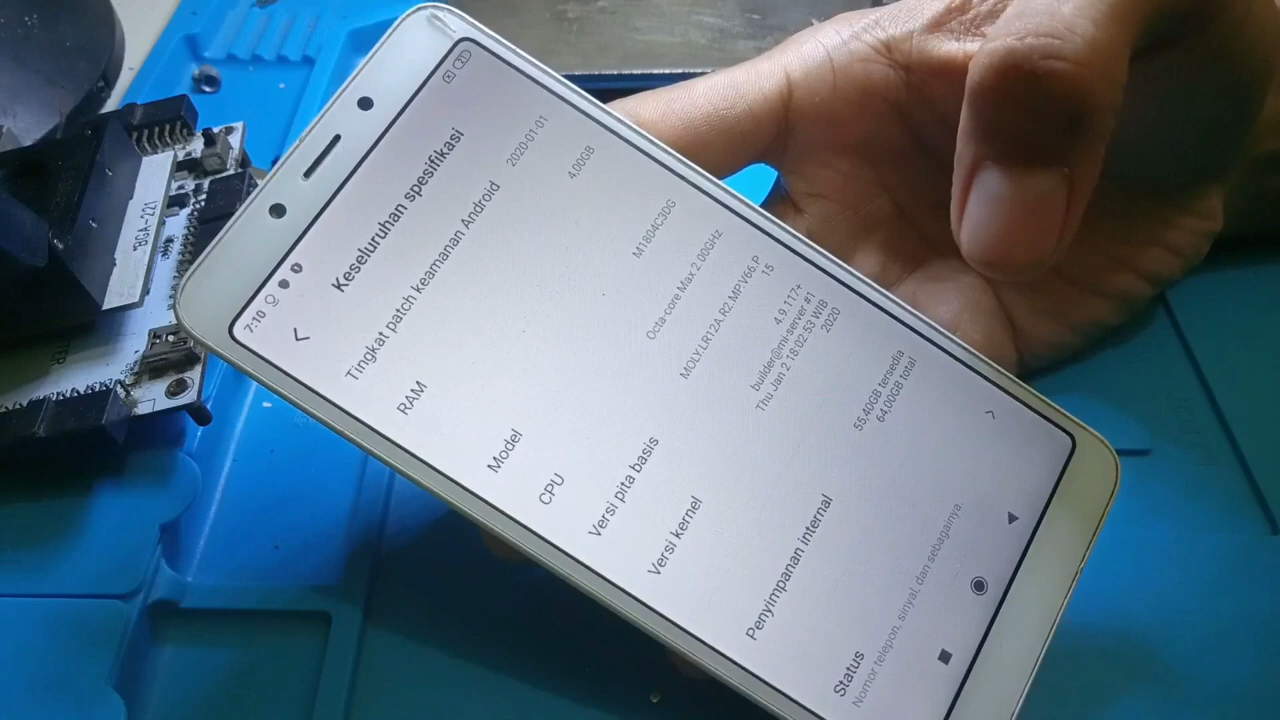 7:10
31
Keseluruhan spesifikasi
Tingkat patch keamanan Android
2020-01-01
RAM
4,00GB
Model
M1804C3DG
CPU
Octa-core Max 2.00GHz
Versi pita basis
MOLY.LR12A.R2.MP.V66.P
15
Versi kernel
4.9.117+
builder@mi-server #1
Thu Jan 2 18:02:53 WIB
2020
Penyimpanan internal
55,40GB tersedia
64,00GB total
Status
Nomor telepon, sinyal, dan sebagainya.
BGA-221